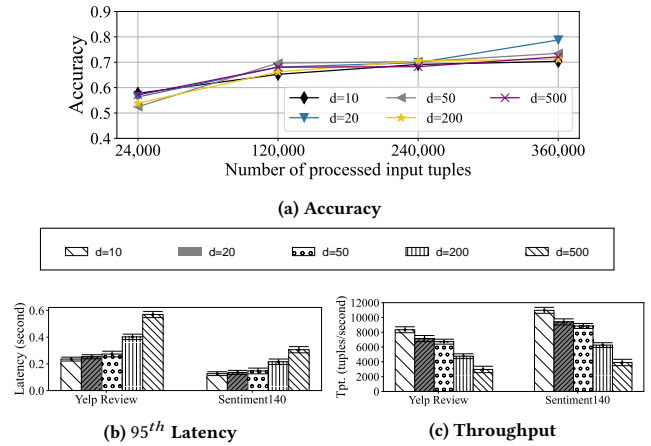 Accuracy
0.9
0.8
0.7
0.6
0.5
0.4
d=10
d=50
d=500
d=20
d=200
24,000
120,000
240,000
360,000
Number of processed input tuples
(a) Accuracy
d=10
d=20
d=50
d=200
d=500
Latency (second)
0.6
0.4
0.2
0.0
Yelp Review
Sentiment140
(b) 95th Latency
Tpt. (tuples/second)
12000
10000
8000
6000
4000
2000
0
Yelp Review
Sentiment140
(c) Throughput